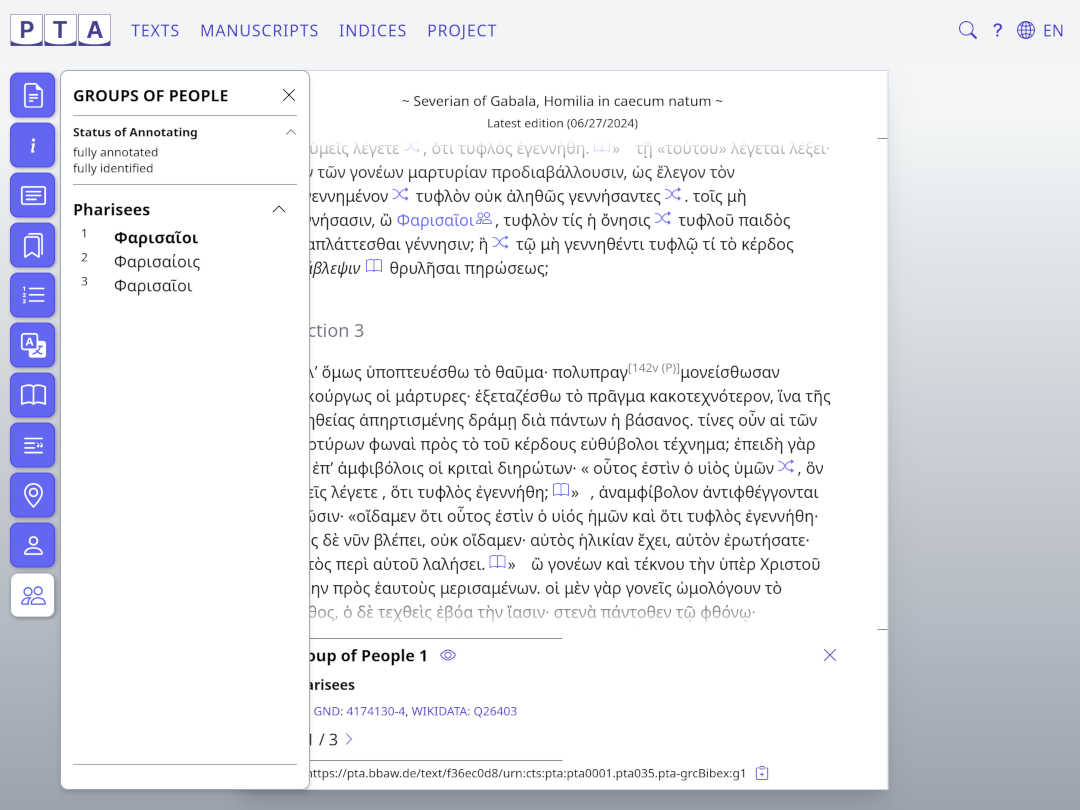 PTA TEXTS MANUSCRIPTS INDICES PROJECT ? EN
GROUPS OF PEOPLE
Status of Annotating
fully annotated
fully identified
Pharisees
1 Φαρισαῖοι
2 Φαρισαίοις
3 Φαρισαῖοι
~ Severian of Gabala, Homilia in caecum natum ~
Latest edition (06/27/2024)
ὑμεῖς λέγετε , ὅτι τυφλὸς ἐγεννήθη. » τῇ «τούτου» λέγεται λέξει·
τῶν γονέων μαρτυρίαν προδιαβάλλουσιν, ὡς ἔλεγον τὸν
γεννημένον τυφλὸν οὐκ ἀληθῶς γεννήσαντες . τοῖς μὴ
νήσασιν, ὦ Φαρισαῖοι , τυφλὸν τίς ἡ ὄνησις τυφλοῦ παιδὸς
απλάττεσθαι γέννησιν; ἢ τῷ μὴ γεννηθέντι τυφλῷ τί τὸ κέρδος
άβλεψιν θρυλῆσαι πηρώσεως;
ction 3
λ’ ὅμως ὑποπτευέσθω τὸ θαῦμα· πολυπραγ[142v (P)]μονείσθωσαν
κούργως οἱ μάρτυρες· ἐξεταζέσθω τὸ πρᾶγμα κακοτεχνότερον, ἵνα τῆς
ηθείας ἀπηρτισμένης δράμῃ διὰ πάντων ἡ βάσανος. τίνες οὖν αἱ τῶν
ρτύρων φωναὶ πρὸς τὸ τοῦ κέρδους εὐθύβολοι τέχνημα; ἐπειδὴ γὰρ
ἐπ’ ἀμφιβόλοις οἱ κριταὶ διηρώτων· « οὗτος ἐστὶν ὁ υἱὸς ὑμῶν , ὃν
εῖς λέγετε , ὅτι τυφλὸς ἐγεννήθη; » , ἀναμφίβολον ἀντιφθέγγονται
ῶσιν· «οἴδαμεν ὅτι οὗτος ἐστὶν ὁ υἱός ἡμῶν καὶ ὅτι τυφλὸς ἐγεννήθη·
ς δὲ νῦν βλέπει, οὐκ οἴδαμεν· αὐτὸς ἡλικίαν ἔχει, αὐτὸν ἐρωτήσατε·
τὸς περὶ αὐτοῦ λαλήσει. » ὢ γονέων καὶ τέκνου τὴν ὑπὲρ Χριστοῦ
ην πρὸς ἑαυτοὺς μερισαμένων. οἱ μὲν γὰρ γονεῖς ὡμολόγουν τὸ
θος, ὁ δὲ τεχθεὶς ἐβόα τὴν ἴασιν· στενὰ πάντοθεν τῷ φθόνῳ·
oup of People 1
arisees
GND: 4174130-4, WIKIDATA: Q26403
1 / 3
https://pta.bbaw.de/text/f36ec0d8/urn:cts:pta:pta0001.pta035.pta-grcBibex:g1